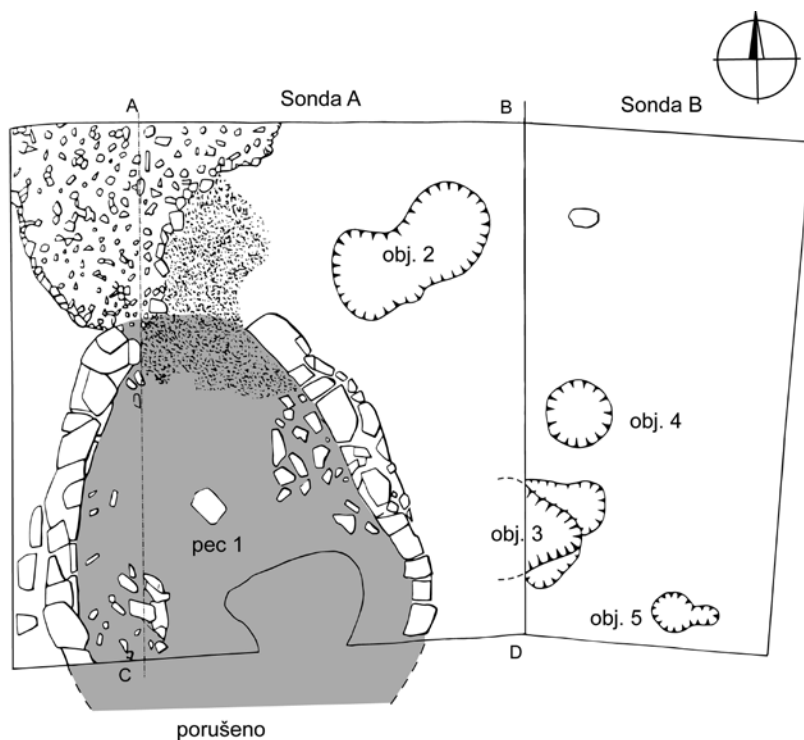 Sonda A
Sonda B
A
B
obj. 2
obj. 4
obj. 3
pec 1
obj. 5
C
D
porušeno